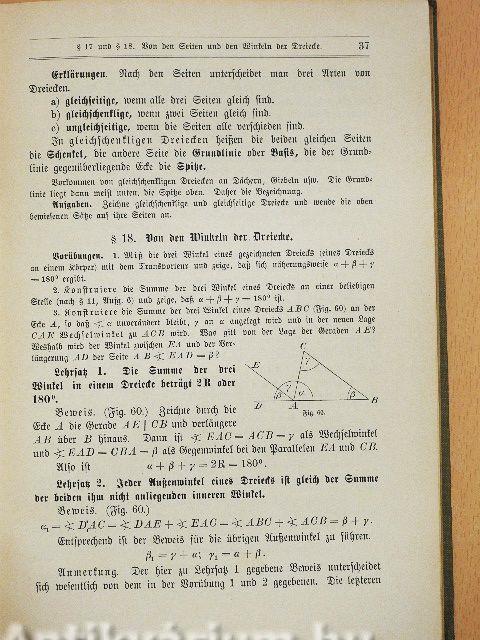 § 17 und § 18. Von den Seiten und den Winkeln der Dreiecke. 37
Erklärungen. Nach den Seiten unterscheidet man drei Arten von
Dreiecken.
a) gleichseitige, wenn alle drei Seiten gleich sind.
b) gleichschenklige, wenn zwei Seiten gleich sind.
c) ungleichseitige, wenn die Seiten alle verschieden sind.
In gleichschenkligen Dreiecken heißen die beiden gleichen Seiten
die Schenkel, die andere Seite die Grundlinie oder Basis, die der Grund-
linie gegenüberliegende Ecke die Spitze.
Vorkommen von gleichschenkligen Dreiecken an Dächern, Giebeln usw. Die Grund-
linie liegt dann meist unten, die Spitze oben. Daher die Bezeichnung.
Aufgaben. Zeichne gleichschenklige und gleichseitige Dreiecke und wende die oben
bewiesenen Sätze auf ihre Seiten an.
§ 18. Von den Winkeln der Dreiecke.
Vorübungen. 1. Miß die drei Winkel eines gezeichneten Dreiecks (eines Dreiecks
an einem Körper) mit dem Transporteur und zeige, daß sich näherungsweise α + β + γ
= 180° ergibt.
2. Konstruiere die Summe der drei Winkel eines Dreiecks an einer beliebigen
Stelle (nach § 11, Aufg. 6) und zeige, daß α + β + γ = 180° ist.
3. Konstruiere die Summe der drei Winkel eines Dreiecks ABC (Fig. 60) an der
Ecke A, so daß ∢ α unverändert bleibt, γ an α angelegt wird und in der neuen Lage
CAE Wechselwinkel zu ACB wird. Was gilt von der Lage der Geraden AE?
Weshalb wird der Winkel zwischen EA und der Ver-
längerung AD der Seite AB ∢ EAD = β?
Lehrsatz 1. Die Summe der drei
Winkel in einem Dreiecke beträgt 2R oder
180°.
C
γ
E
γ
β
α
β
D
A
B
Fig. 60.
Beweis. (Fig. 60.) Zeichne durch die
Ecke A die Gerade AE ∥ CB und verlängere
AB über B hinaus. Dann ist ∢ EAC = ACB = γ als Wechselwinkel
und ∢ EAD = CBA = β als Gegenwinkel bei den Parallelen EA und CB.
Also ist α + β + γ = 2R = 180°.
Lehrsatz 2. Jeder Außenwinkel eines Dreiecks ist gleich der Summe
der beiden ihm nicht anliegenden inneren Winkel.
Beweis. (Fig. 60.)
α₁ = ∢ DAC = ∢ DAE + ∢ EAC = ∢ ABC + ∢ ACB = β + γ.
Entsprechend ist der Beweis für die übrigen Außenwinkel zu führen.
β₁ = γ + α; γ₁ = α + β.
Anmerkung. Der hier zu Lehrsatz 1 gegebene Beweis unterscheidet
sich wesentlich von dem in der Vorübung 1 und 2 gegebenen. Die letzteren